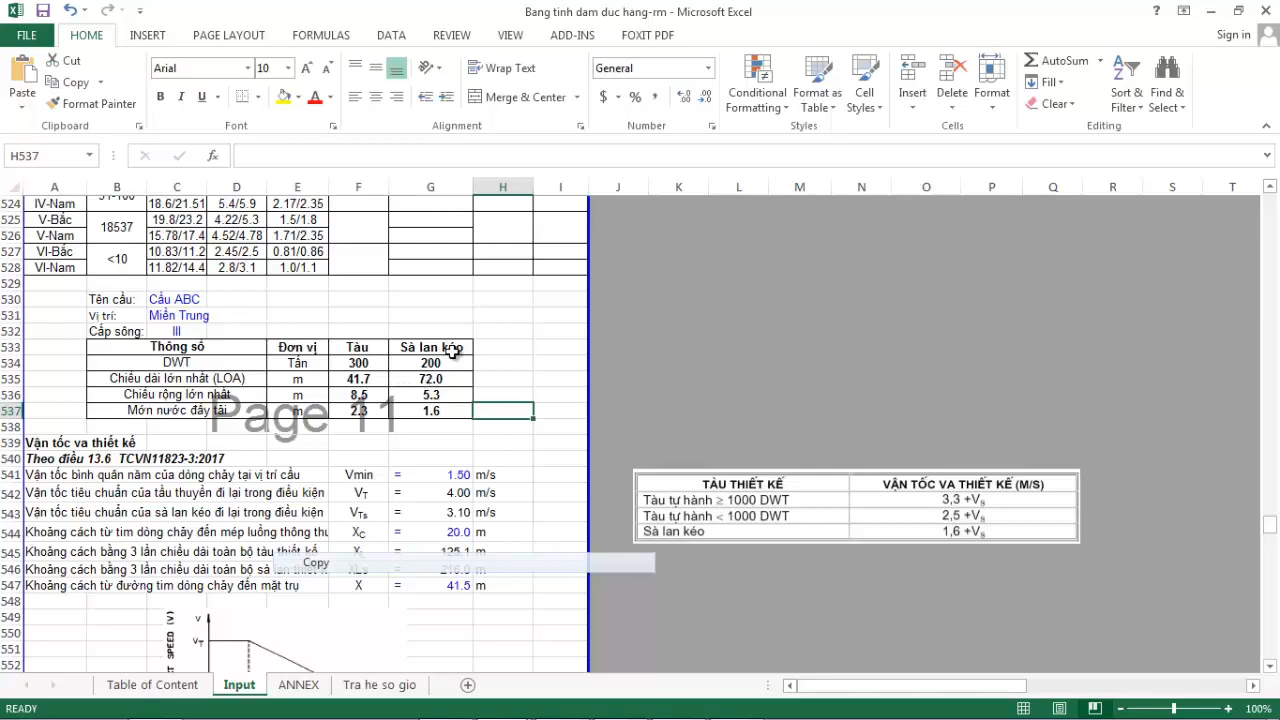 Bang tinh dam duc hang-rm - Microsoft Excel
FILE HOME INSERT PAGE LAYOUT FORMULAS DATA REVIEW VIEW ADD-INS FOXIT PDF Sign in
Paste Cut Copy Format Painter
Arial 10 Wrap Text Merge & Center General
Conditional Formatting Format as Table Cell Styles Insert Delete Format
AutoSum Fill Clear Sort & Filter Find & Select
Clipboard Font Alignment Number Styles Cells Editing
H537
A B C D E F G H I J K L M N O P Q R S T
524 IV-Nam 18.6/21.51 5.4/5.9 2.17/2.35
525 V-Bắc 18537 19.8/23.2 4.22/5.3 1.5/1.8
526 V-Nam 15.78/17.4 4.52/4.78 1.71/2.35
527 VI-Bắc <10 10.83/11.2 2.45/2.5 0.81/0.86
528 VI-Nam 11.82/14.4 2.8/3.1 1.0/1.1
529
530 Tên cầu: Cầu ABC
531 Vị trí: Miền Trung
532 Cấp sông: III
533 Thông số Đơn vị Tàu Sà lan kéo
534 DWT Tấn 300 200
535 Chiều dài lớn nhất (LOA) m 41.7 72.0
536 Chiều rộng lớn nhất m 8.5 5.3
537 Mớn nước đầy tải m 2.3 1.6
Page 11
538
539 Vận tốc va thiết kế
540 Theo điều 13.6 TCVN11823-3:2017
541 Vận tốc bình quân năm của dòng chảy tại vị trí cầu Vmin = 1.50 m/s
542 Vận tốc tiêu chuẩn của tầu thuyền đi lại trong điều kiện VT = 4.00 m/s
543 Vận tốc tiêu chuẩn của sà lan kéo đi lại trong điều kiện VTs = 3.10 m/s
544 Khoảng cách từ tim dòng chảy đến mép luồng thông thu XC = 20.0 m
545 Khoảng cách bằng 3 lần chiều dài toàn bộ tàu thiết kế XL = 125.1 m
546 Khoảng cách bằng 3 lần chiều dài toàn bộ sà lan thiết k XLs = 216.0 m
Copy
547 Khoảng cách từ đường tim dòng chảy đến mặt trụ X = 41.5 m
548
549 V
550 VT
551
552
TÀU THIẾT KẾ VẬN TỐC VA THIẾT KẾ (M/S)
Tàu tự hành ≥ 1000 DWT 3,3 +Vs
Tàu tự hành < 1000 DWT 2,5 +Vs
Sà lan kéo 1,6 +Vs
Table of Content Input ANNEX Tra he so gio
READY 100%